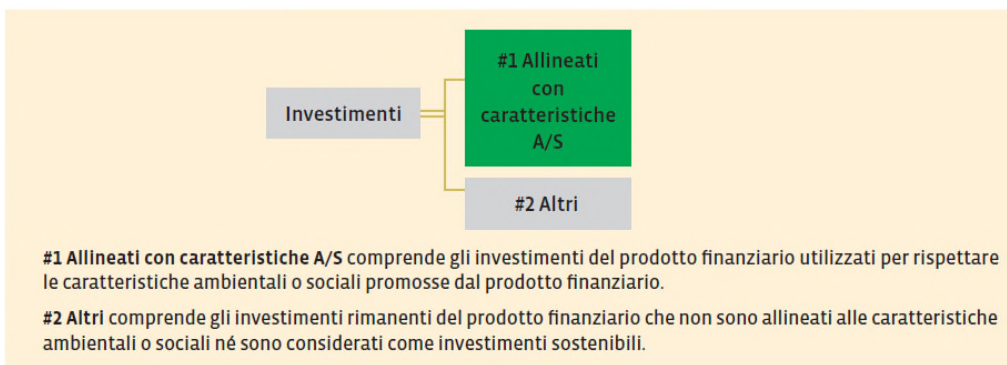 #1 Allineati
con
caratteristiche
A/S
Investimenti
#2 Altri
#1 Allineati con caratteristiche A/S comprende gli investimenti del prodotto finanziario utilizzati per rispettare
le caratteristiche ambientali o sociali promosse dal prodotto finanziario.
#2 Altri comprende gli investimenti rimanenti del prodotto finanziario che non sono allineati alle caratteristiche
ambientali o sociali né sono considerati come investimenti sostenibili.